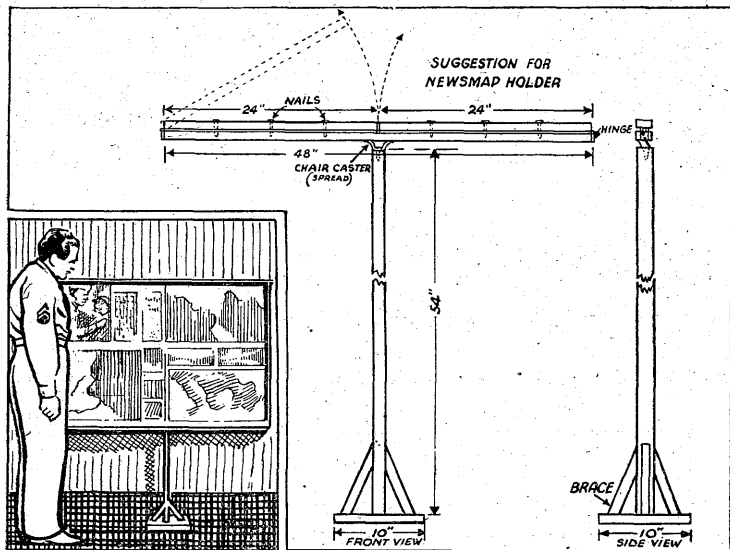 SUGGESTION FOR
NEWSMAP HOLDER
24"
NAILS
24"
HINGE
48"
CHAIR CASTER
(SPREAD)
54"
BRACE
10"
FRONT VIEW
10"
SIDE VIEW